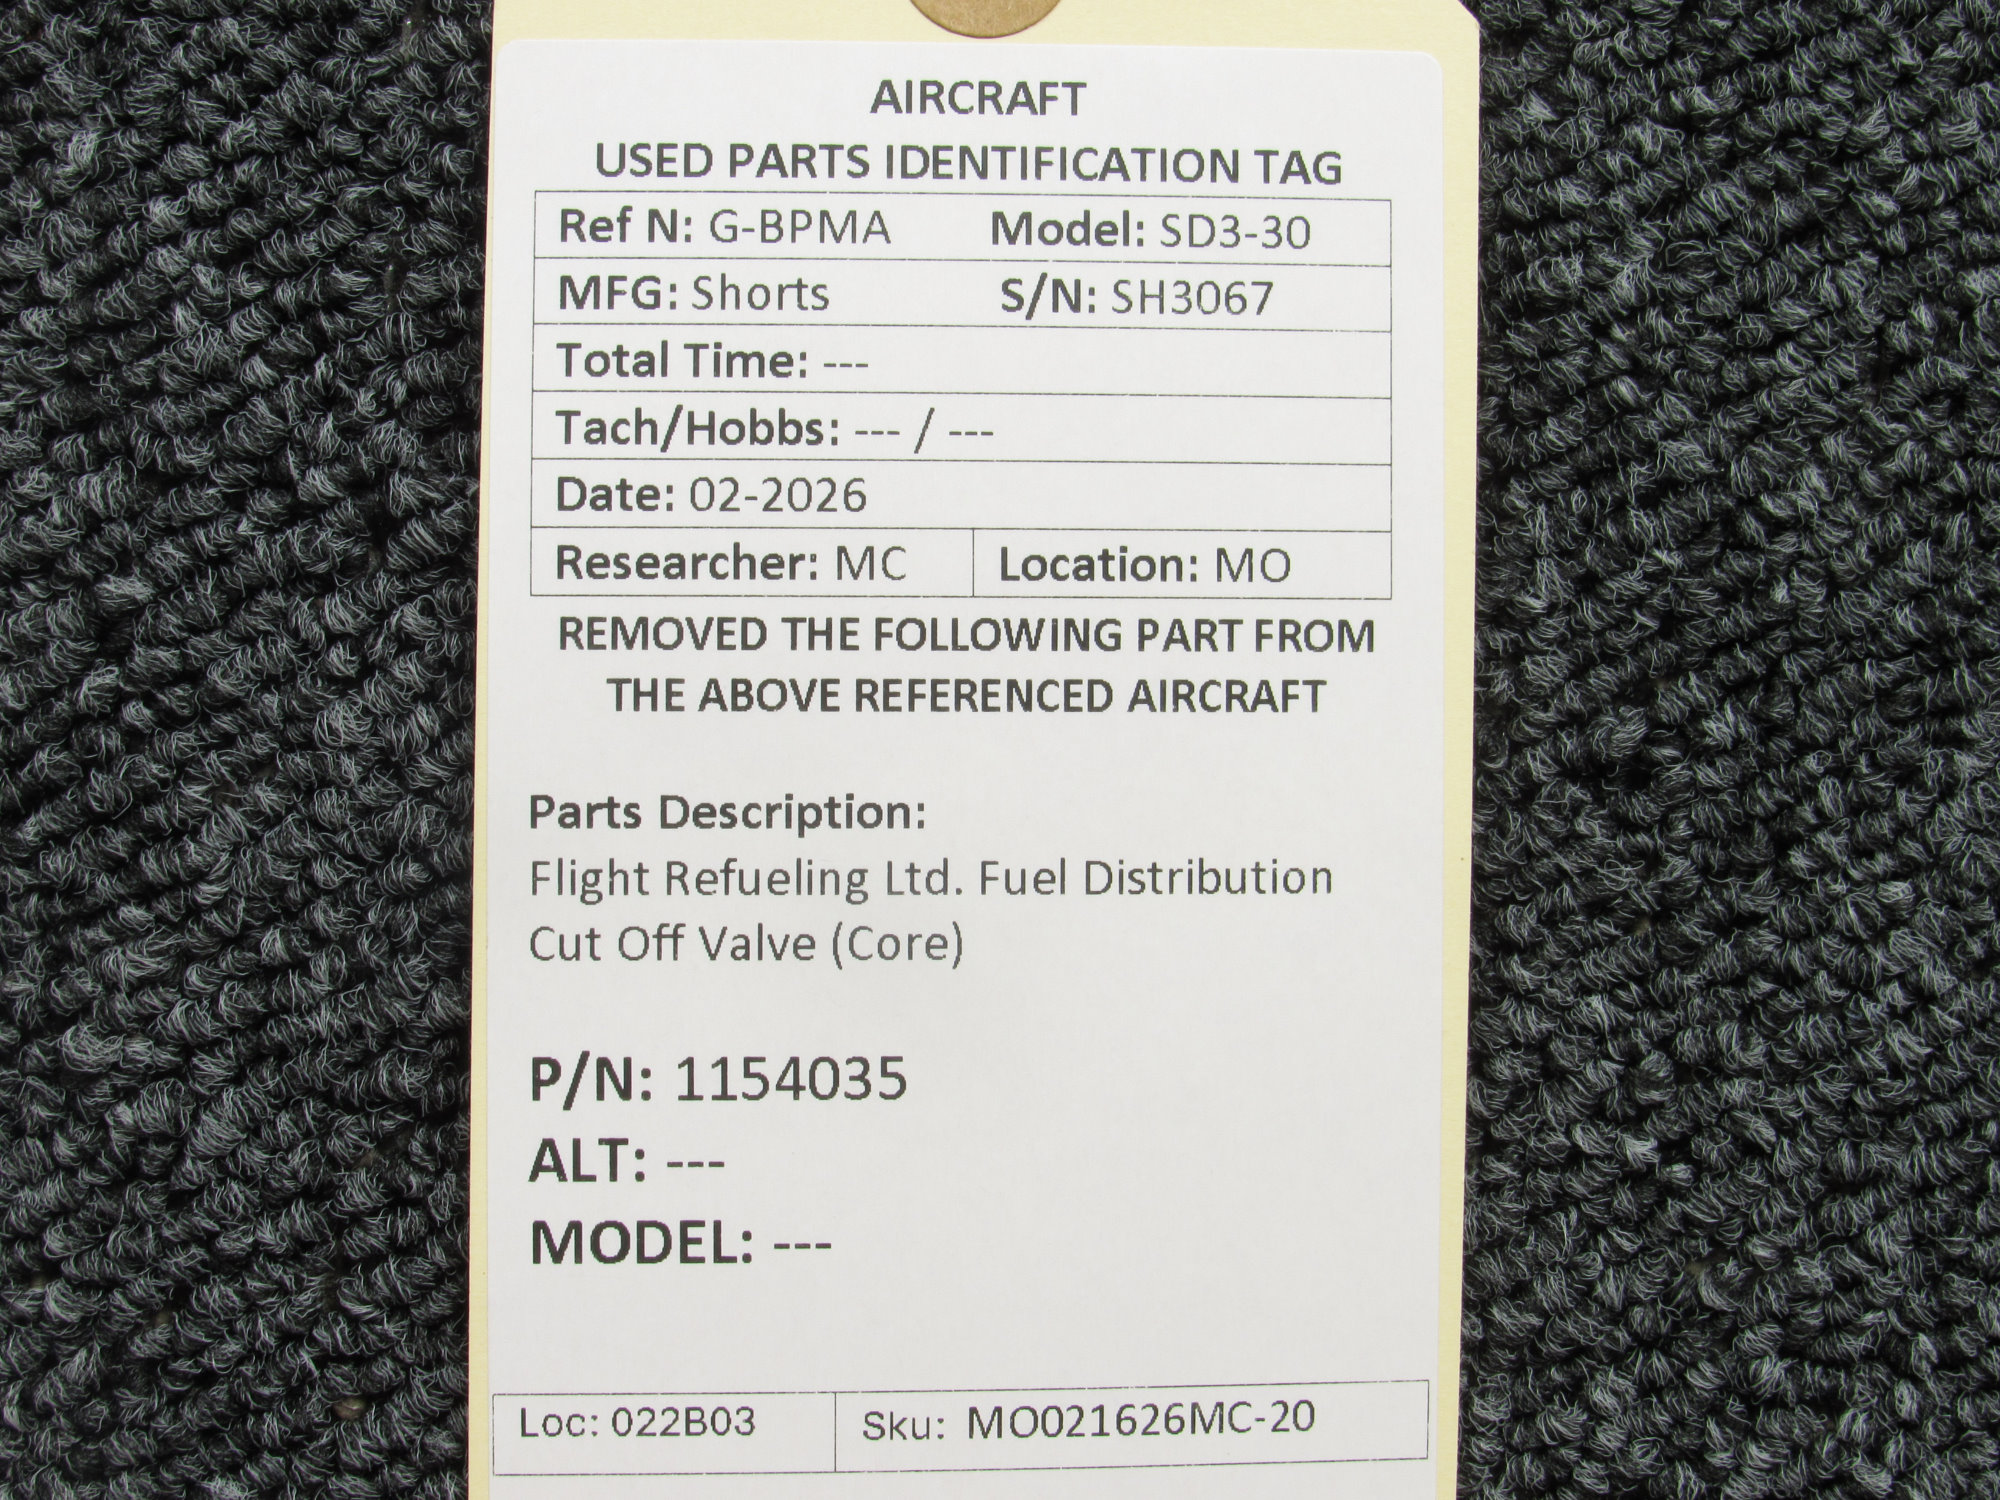 AIRCRAFT
USED PARTS IDENTIFICATION TAG
Ref N: G-BPMA Model: SD3-30
MFG: Shorts S/N: SH3067
Total Time: ---
Tach/Hobbs: --- / ---
Date: 02-2026
Researcher: MC Location: MO
REMOVED THE FOLLOWING PART FROM
THE ABOVE REFERENCED AIRCRAFT
Parts Description:
Flight Refueling Ltd. Fuel Distribution
Cut Off Valve (Core)
P/N: 1154035
ALT: ---
MODEL: ---
Loc: 022B03 Sku: MO021626MC-20